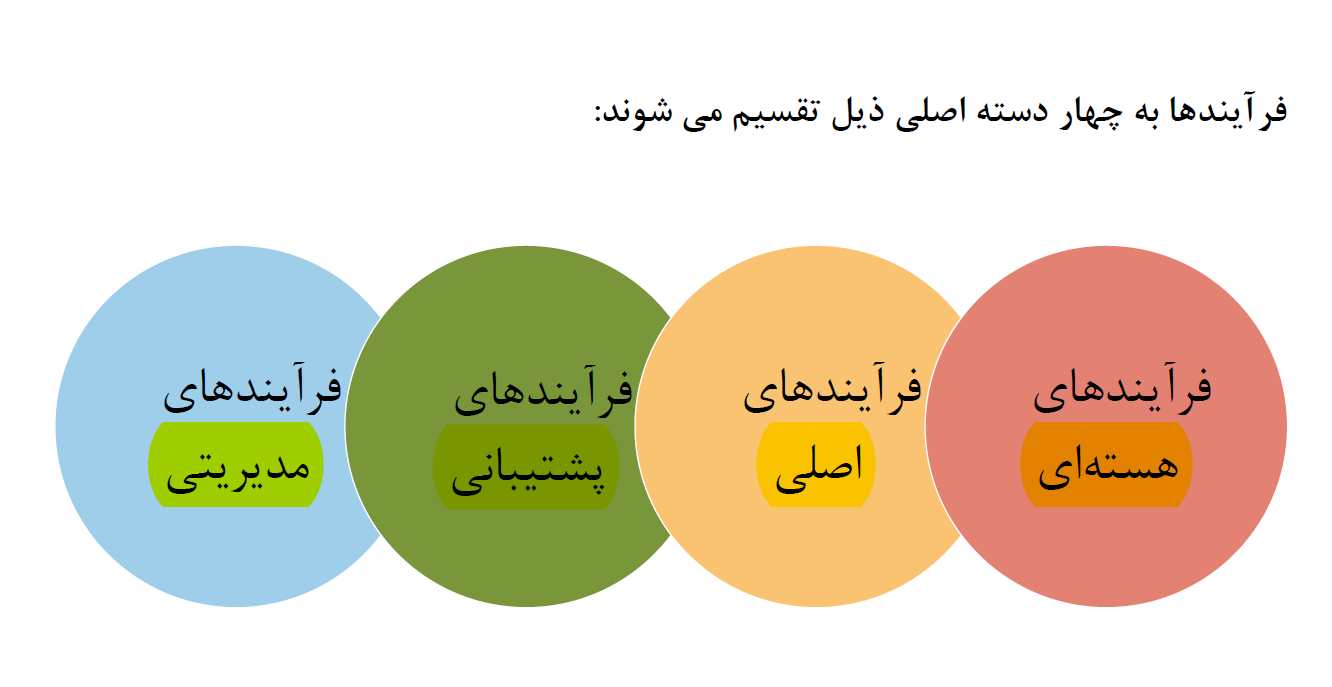 فرآیندها به چهار دسته اصلی ذیل تقسیم می شوند:
فرآیندهای
هسته‌ای
فرآیندهای
اصلی
فرآیندهای
پشتیبانی
فرآیندهای
مدیریتی